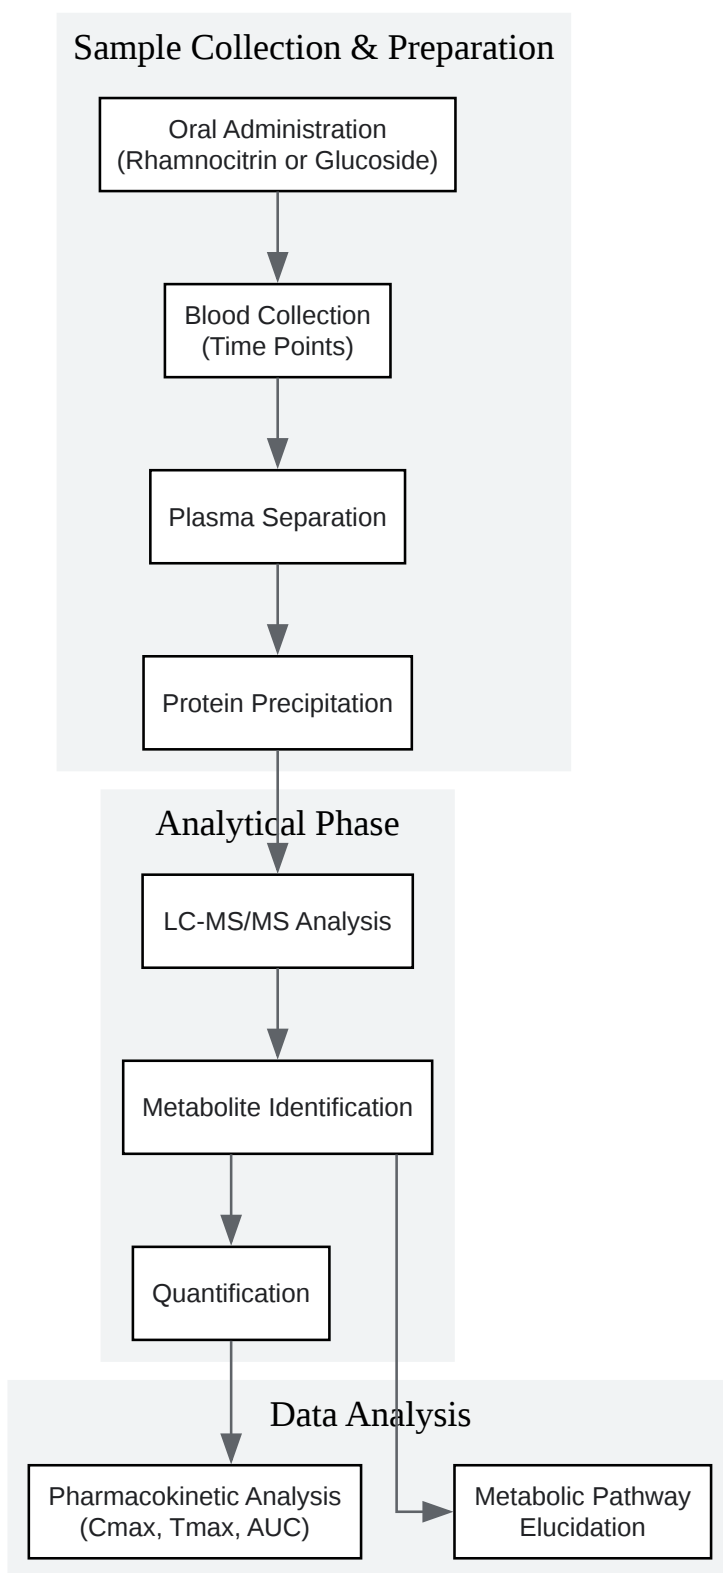 Sample Collection & Preparation
Oral Administration
(Rhamnocitrin or Glucoside)
Blood Collection
(Time Points)
Plasma Separation
Protein Precipitation
Analytical Phase
LC-MS/MS Analysis
Metabolite Identification
Quantification
Data Analysis
Pharmacokinetic Analysis
(Cmax, Tmax, AUC)
Metabolic Pathway
Elucidation